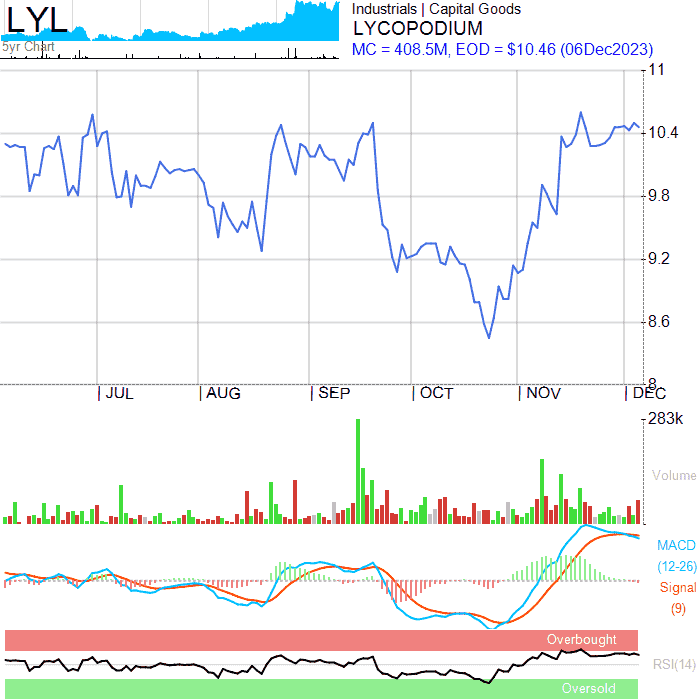 LYL
5yr Chart
Industrials | Capital Goods
LYCOPODIUM
MC = 408.5M, EOD = $10.46 (06Dec2023)
11
10.4
9.8
9.2
8.6
8
JUL AUG SEP OCT NOV DEC
283k
Volume
MACD
(12-26)
Signal
(9)
Overbought
RSI(14)
Oversold